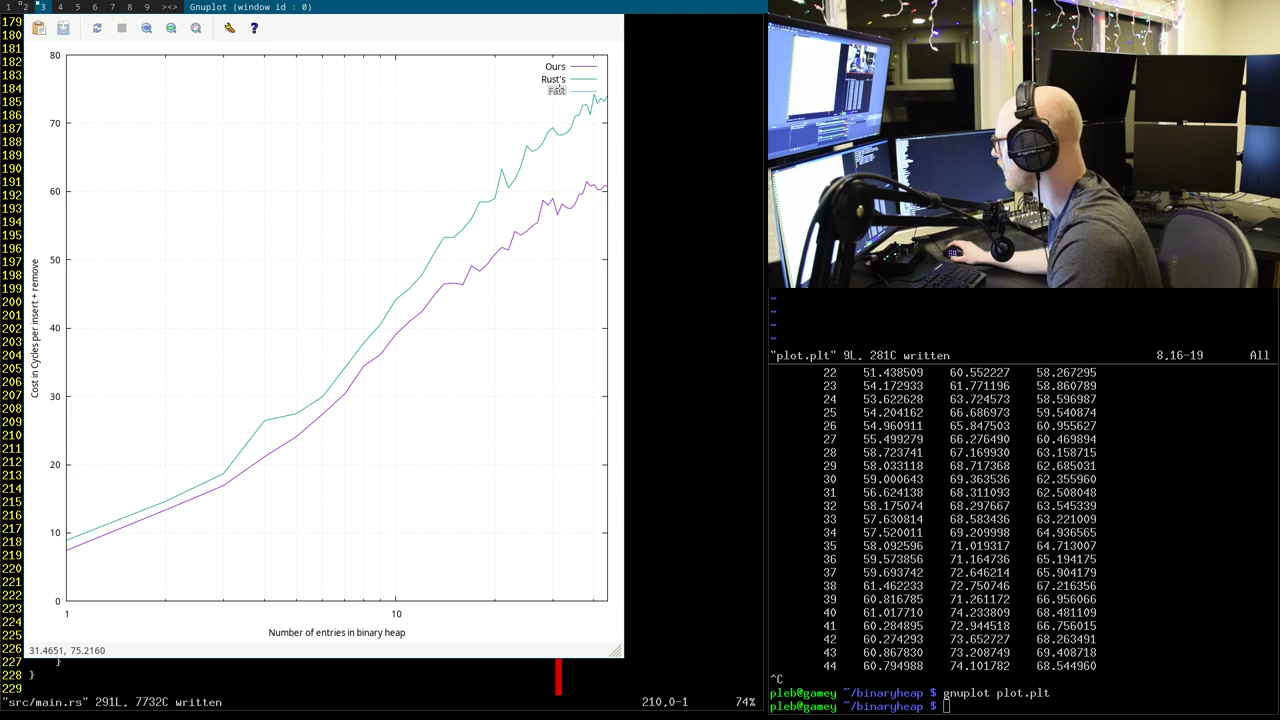 1 2 3 4 5 6 7 8 9 ><> Gnuplot (window id : 0)
179
180
181
182
183
184
185
186
187
188
189
190
191
192
193
194
195
196
197
198
199
200
201
202
203
204
205
206
207
208
209
210
211
212
213
214
215
216
217
218
219
220
221
222
223
224
225
226
227 }
228 }
229
80
70
60
50
40
30
20
10
0
Ours
Rust's
Fast
Cost in Cycles per insert + remove
1 10
Number of entries in binary heap
31.4651, 75.2160
"src/main.rs" 291L, 7732C written 210,0-1 74%
~
~
~
~
"plot.plt" 9L, 281C written 8,16-19 All
22 51.438509 60.552227 58.267295
23 54.172933 61.771196 58.860789
24 53.622628 63.724573 58.596987
25 54.204162 66.686973 59.540874
26 54.960911 65.847503 60.955627
27 55.499279 66.276490 60.469894
28 58.723741 67.169930 63.158715
29 58.033118 68.717368 62.685031
30 59.000643 69.363536 62.355960
31 56.624138 68.311093 62.508048
32 58.175074 68.297667 63.545339
33 57.630814 68.583436 63.221009
34 57.520011 69.209998 64.936565
35 58.092596 71.019317 64.713007
36 59.573856 71.164736 65.194175
37 59.693742 72.646214 65.904179
38 61.462233 72.750746 67.216356
39 60.816785 71.261172 66.956066
40 61.017710 74.233809 68.481109
41 60.284895 72.944518 66.756015
42 60.274293 73.652727 68.263491
43 60.867830 73.208749 69.408718
44 60.794988 74.101782 68.544960
^C
pleb@gamey ~/binaryheap $ gnuplot plot.plt
pleb@gamey ~/binaryheap $